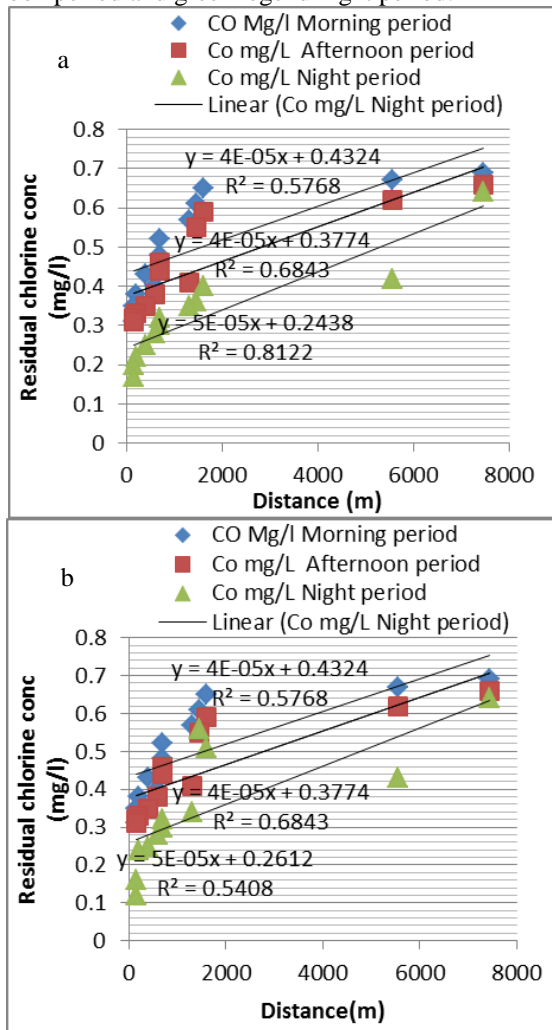 a
CO Mg/l Morning period
Co mg/L Afternoon period
Co mg/L Night period
Linear (Co mg/L Night period)
0.8
0.7
0.6
0.5
0.4
0.3
0.2
0.1
0
Residual chlorine conc
(mg/l)
y = 4E-05x + 0.4324
R² = 0.5768
y = 4E-05x + 0.3774
R² = 0.6843
y = 5E-05x + 0.2438
R² = 0.8122
0 2000 4000 6000 8000
Distance (m)
b
CO Mg/l Morning period
Co mg/L Afternoon period
Co mg/L Night period
Linear (Co mg/L Night period)
0.8
0.7
0.6
0.5
0.4
0.3
0.2
0.1
0
Residual chlorine conc
(mg/l)
y = 4E-05x + 0.4324
R² = 0.5768
y = 4E-05x + 0.3774
R² = 0.6843
y = 5E-05x + 0.2612
R² = 0.5408
0 2000 4000 6000 8000
Distance(m)